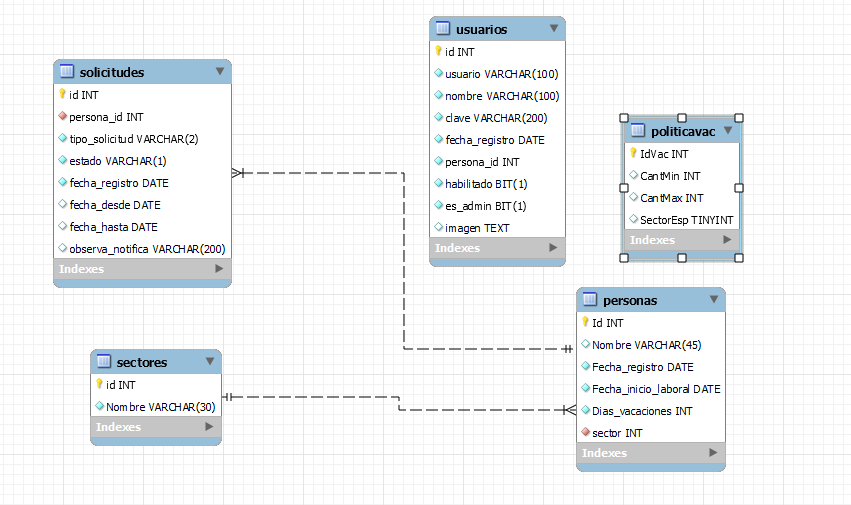 solicitudes
id INT
persona_id INT
tipo_solicitud VARCHAR(2)
estado VARCHAR(1)
fecha_registro DATE
fecha_desde DATE
fecha_hasta DATE
observa_notifica VARCHAR(200)
Indexes
usuarios
id INT
usuario VARCHAR(100)
nombre VARCHAR(100)
clave VARCHAR(200)
fecha_registro DATE
persona_id INT
habilitado BIT(1)
es_admin BIT(1)
imagen TEXT
Indexes
politicavac
IdVac INT
CantMin INT
CantMax INT
SectorEsp TINYINT
Indexes
sectores
id INT
Nombre VARCHAR(30)
Indexes
personas
Id INT
Nombre VARCHAR(45)
Fecha_registro DATE
Fecha_inicio_laboral DATE
Dias_vacaciones INT
sector INT
Indexes